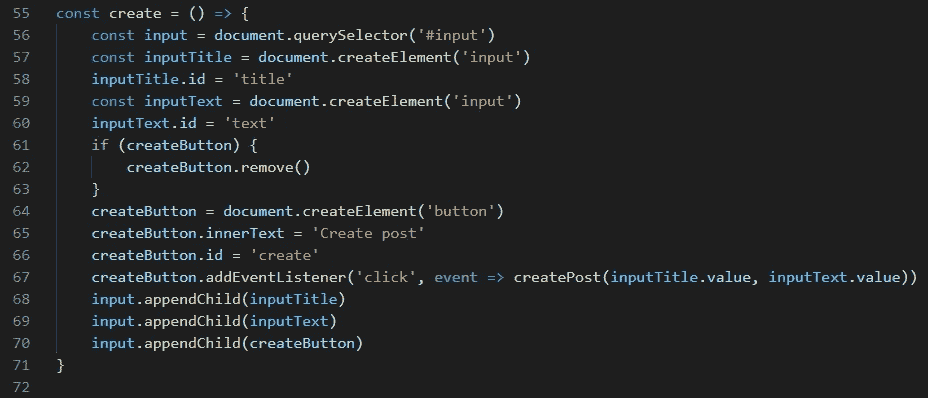 55 const create = () => {
56     const input = document.querySelector('#input')
57     const inputTitle = document.createElement('input')
58     inputTitle.id = 'title'
59     const inputText = document.createElement('input')
60     inputText.id = 'text'
61     if (createButton) {
62         createButton.remove()
63     }
64     createButton = document.createElement('button')
65     createButton.innerText = 'Create post'
66     createButton.id = 'create'
67     createButton.addEventListener('click', event => createPost(inputTitle.value, inputText.value))
68     input.appendChild(inputTitle)
69     input.appendChild(inputText)
70     input.appendChild(createButton)
71 }
72